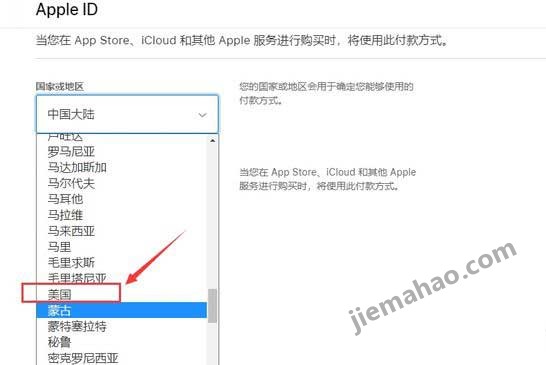 Apple ID
当您在 App Store、iCloud 和其他 Apple 服务进行购买时，将使用此付款方式。
国家或地区
您的国家或地区会用于确定您能够使用的
付款方式。
中国大陆
卢旺达
罗马尼亚
马达加斯加
马尔代夫
马耳他
马拉维
马来西亚
马里
毛里求斯
毛里塔尼亚
美国
蒙古
蒙特塞拉特
秘鲁
密克罗尼西亚
当您在 App Store、iCloud 和其他 Apple
服务进行购买时，将使用此付款方式。
jiemahao.com